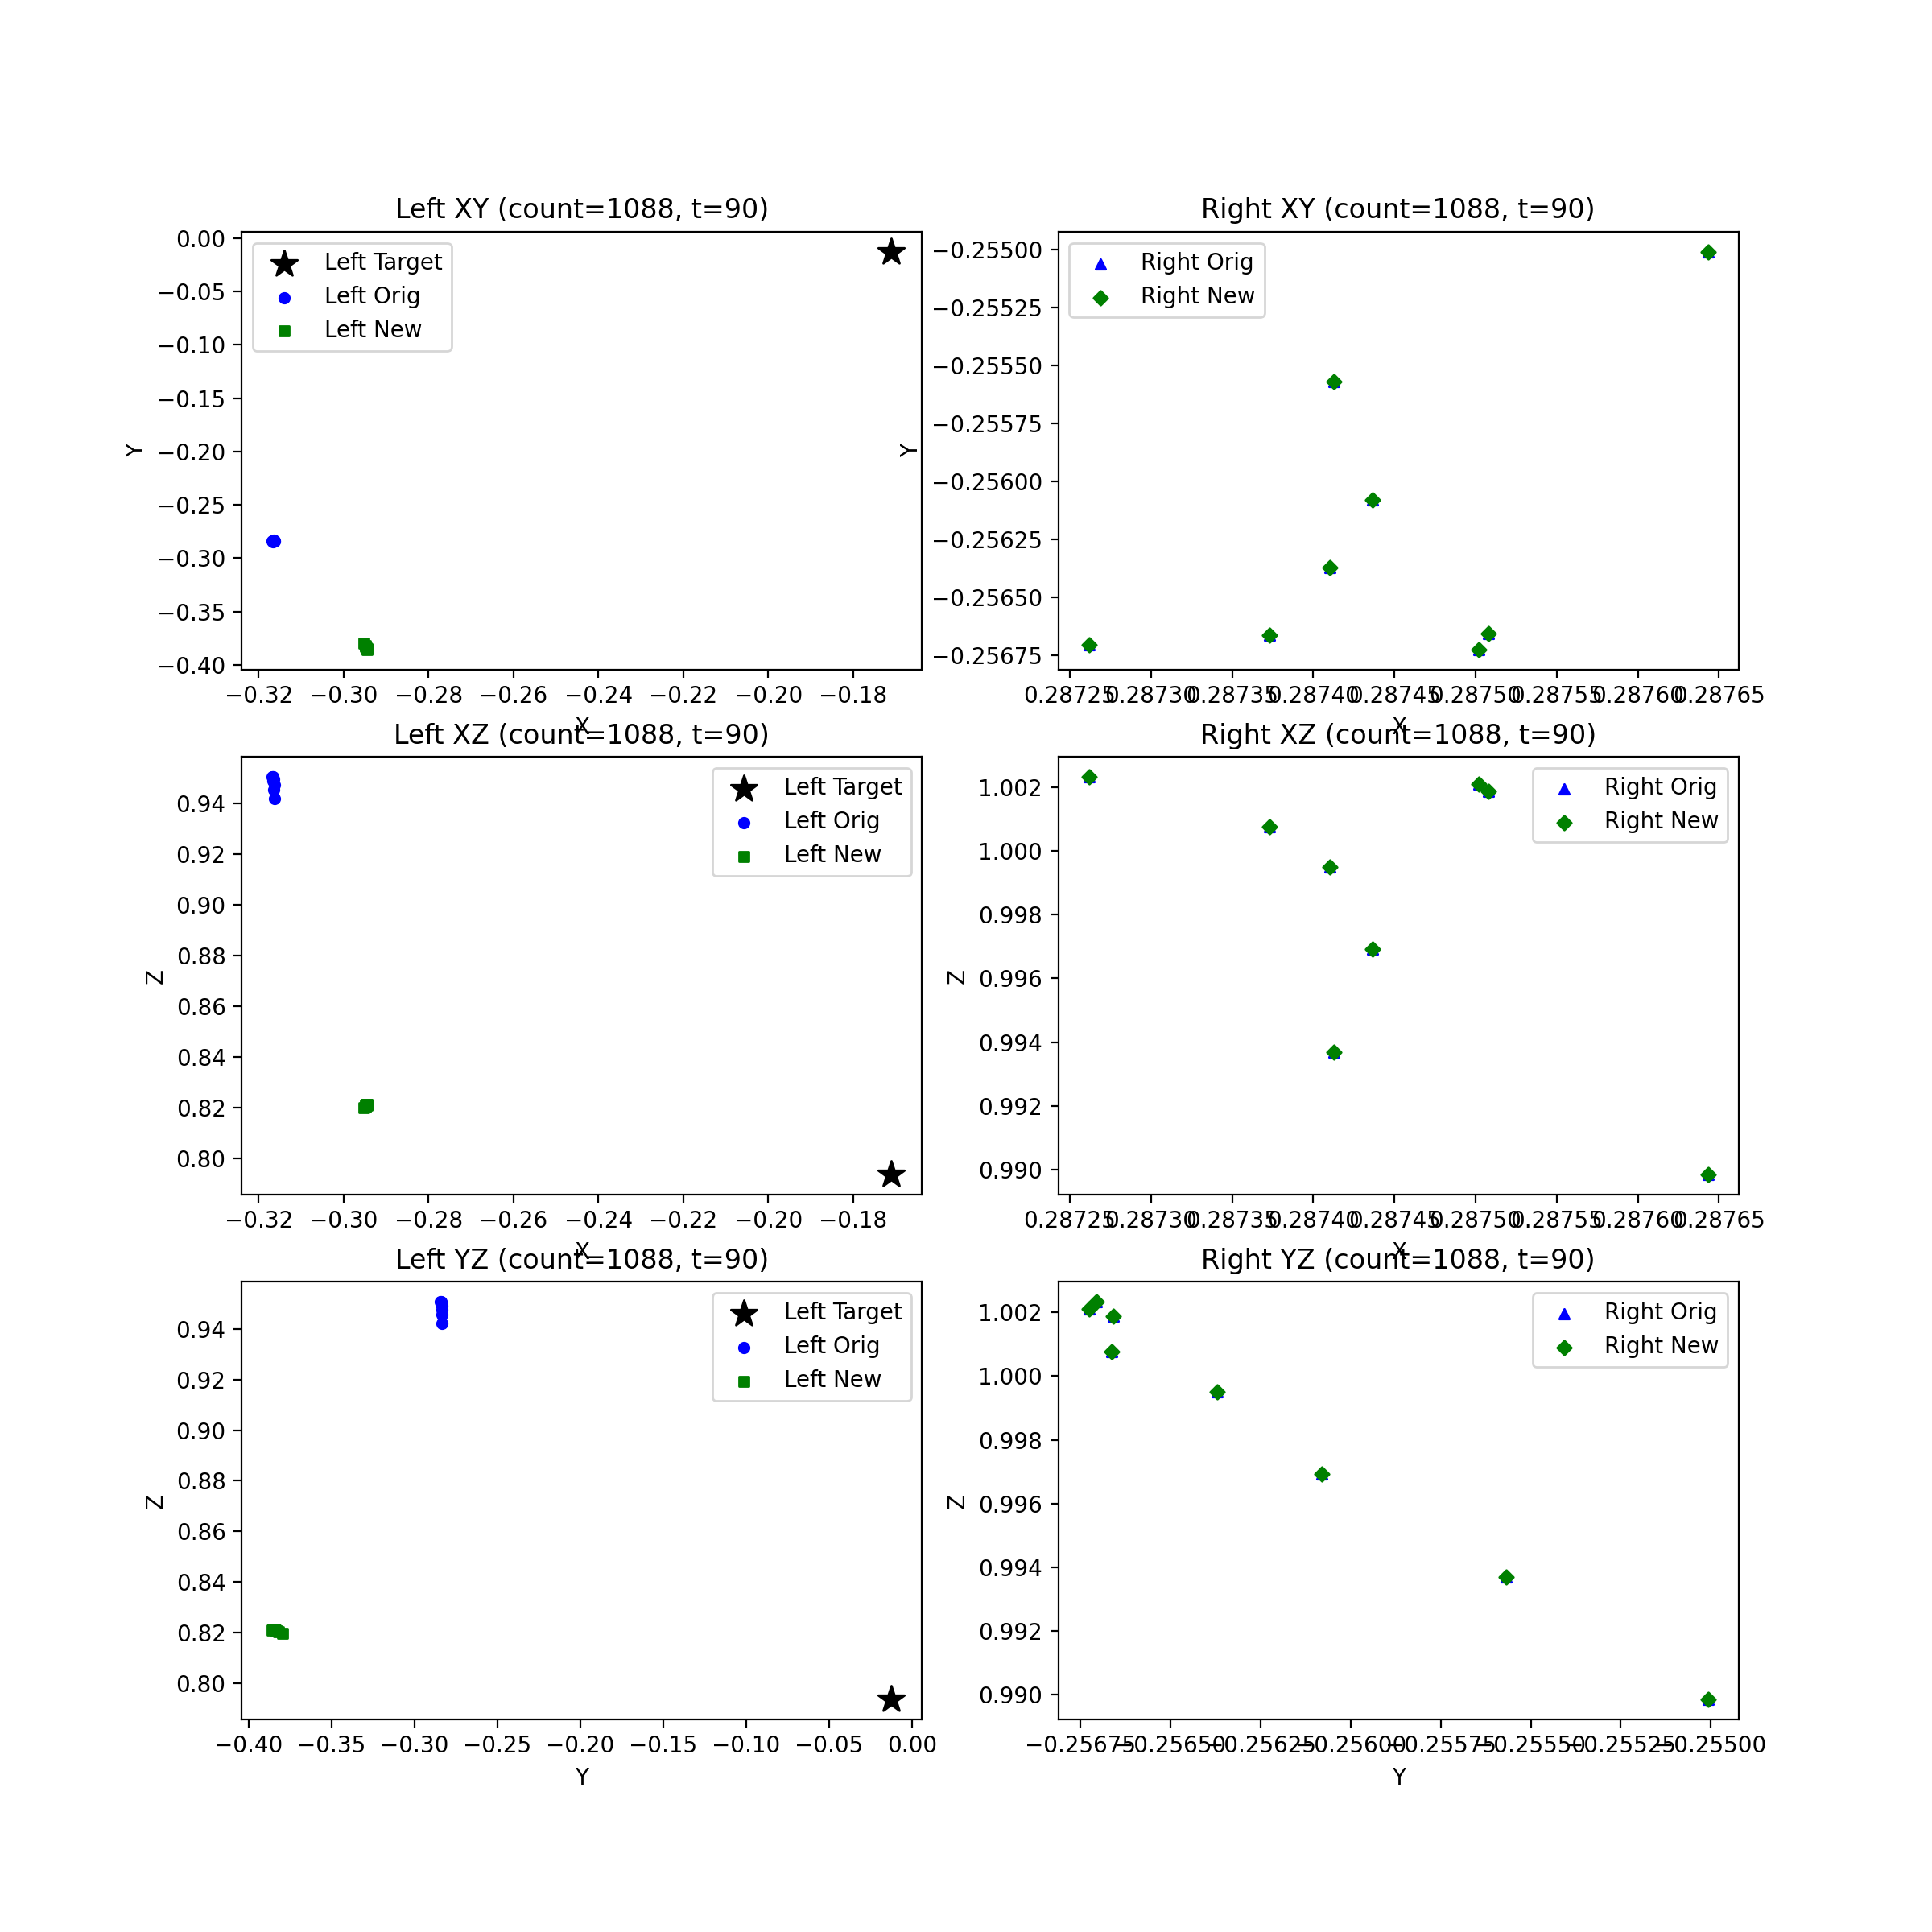 Left XY (count=1088, t=90)
0.00
−0.05
−0.10
−0.15
−0.20
−0.25
−0.30
−0.35
−0.40
Y
Left Target
Left Orig
Left New
−0.32 −0.30 −0.28 −0.26 −0.24 −0.22 −0.20 −0.18
X
Right XY (count=1088, t=90)
−0.25500
−0.25525
−0.25550
−0.25575
−0.25600
−0.25625
−0.25650
−0.25675
Y
Right Orig
Right New
0.28725 0.28730 0.28735 0.28740 0.28745 0.28750 0.28755 0.28760 0.28765
X
Left XZ (count=1088, t=90)
0.94
0.92
0.90
0.88
0.86
0.84
0.82
0.80
Z
Left Target
Left Orig
Left New
−0.32 −0.30 −0.28 −0.26 −0.24 −0.22 −0.20 −0.18
X
Right XZ (count=1088, t=90)
1.002
1.000
0.998
0.996
0.994
0.992
0.990
Z
Right Orig
Right New
0.28725 0.28730 0.28735 0.28740 0.28745 0.28750 0.28755 0.28760 0.28765
X
Left YZ (count=1088, t=90)
0.94
0.92
0.90
0.88
0.86
0.84
0.82
0.80
Z
Left Target
Left Orig
Left New
−0.40 −0.35 −0.30 −0.25 −0.20 −0.15 −0.10 −0.05 0.00
Y
Right YZ (count=1088, t=90)
1.002
1.000
0.998
0.996
0.994
0.992
0.990
Z
Right Orig
Right New
−0.25675 −0.25650 −0.25625 −0.25600 −0.25575 −0.25550 −0.25525 −0.25500
Y